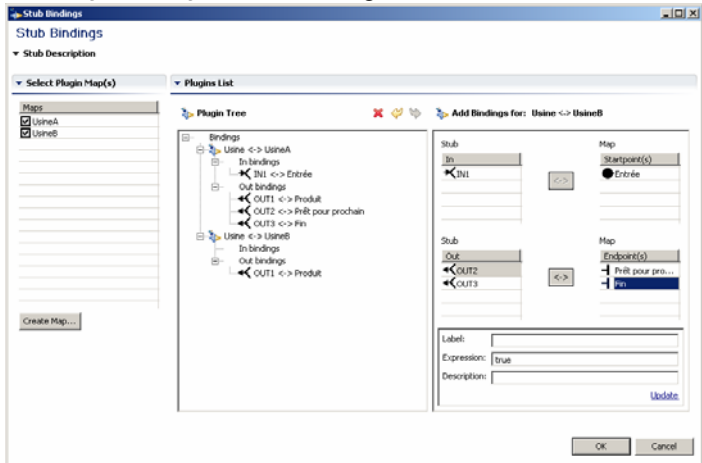 Stub Bindings
Stub Bindings
Stub Description
Select Plugin Map(s)
Plugins List
Maps
UsineA
UsineB
Create Map...
Plugin Tree
Bindings
Usine <-> UsineA
In bindings
IN1 <-> Entrée
Out bindings
OUT1 <-> Produit
OUT2 <-> Prêt pour prochain
OUT3 <-> Fin
Usine <-> UsineB
In bindings
Out bindings
OUT1 <-> Produit
Add Bindings for: Usine <-> UsineB
Stub Map
In Startpoint(s)
IN1 <-> Entrée
Stub Map
Out Endpoint(s)
OUT2 <-> Prêt pour pro...
OUT3 Fin
Label:
Expression: true
Description:
Update
OK Cancel